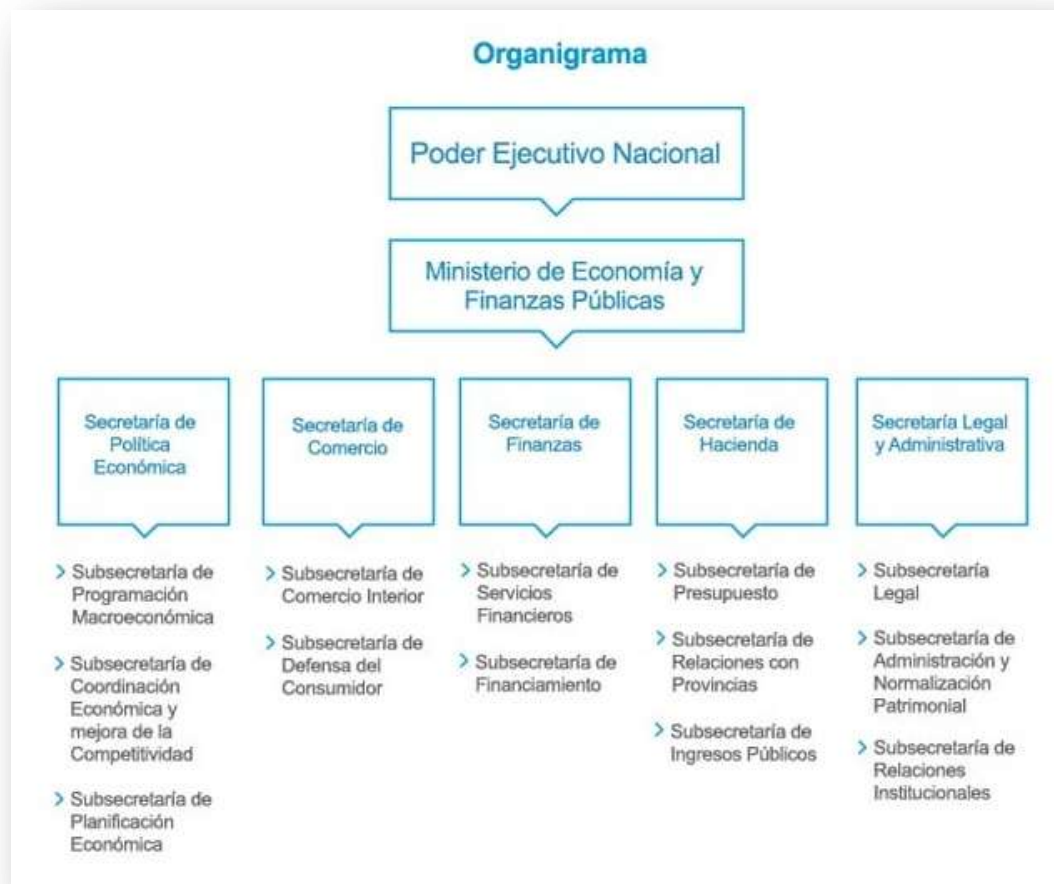 Organigrama
Poder Ejecutivo Nacional
Ministerio de Economía y
Finanzas Públicas
Secretaría de
Política
Económica
Secretaría de
Comercio
Secretaría de
Finanzas
Secretaría de
Hacienda
Secretaría Legal
y Administrativa
Subsecretaría de
Programación
Macroeconómica
Subsecretaría de
Coordinación
Económica y
mejora de la
Competitividad
Subsecretaría de
Planificación
Económica
Subsecretaría de
Comercio Interior
Subsecretaría de
Defensa del
Consumidor
Subsecretaría de
Servicios
Financieros
Subsecretaría de
Financiamiento
Subsecretaría de
Presupuesto
Subsecretaría de
Relaciones con
Provincias
Subsecretaría de
Ingresos Públicos
Subsecretaría
Legal
Subsecretaría de
Administración y
Normalización
Patrimonial
Subsecretaría de
Relaciones
Institucionales